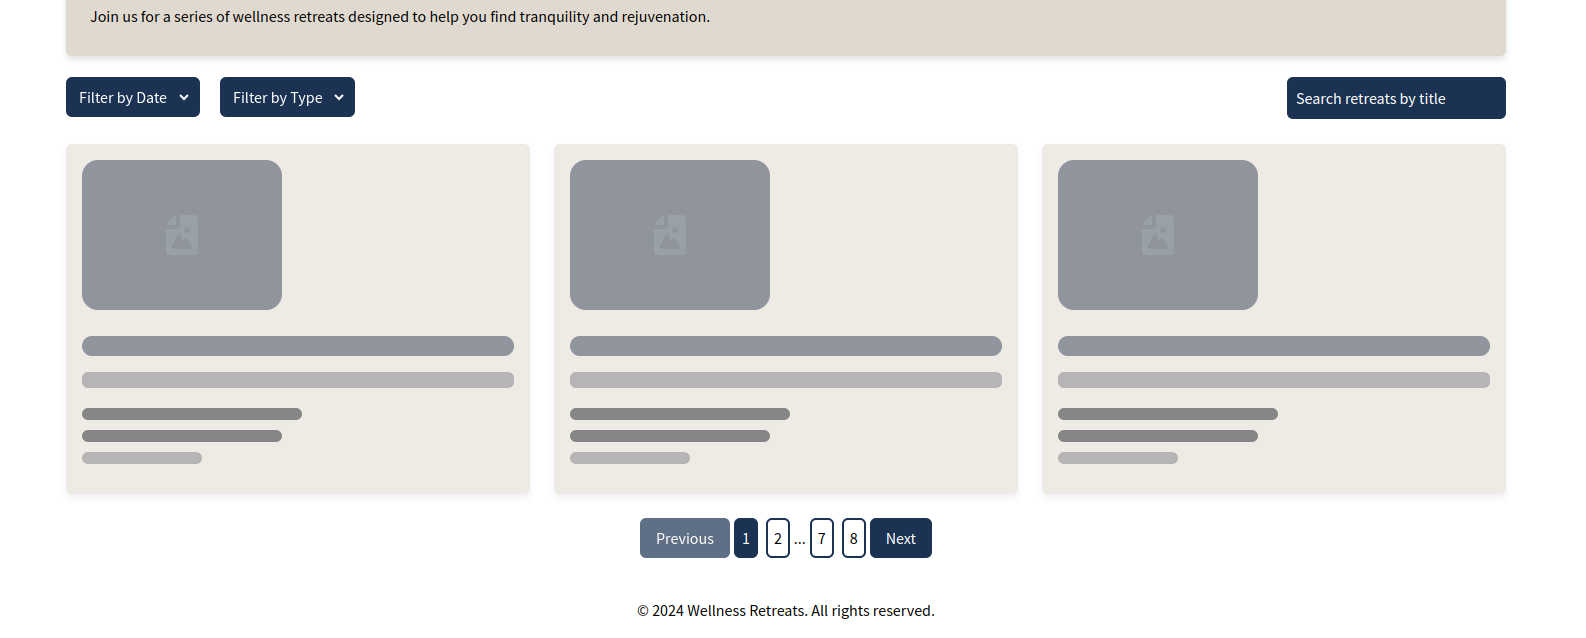 Join us for a series of wellness retreats designed to help you find tranquility and rejuvenation.
Filter by Date
Filter by Type
Search retreats by title
Previous 1 2 ... 7 8 Next
© 2024 Wellness Retreats. All rights reserved.